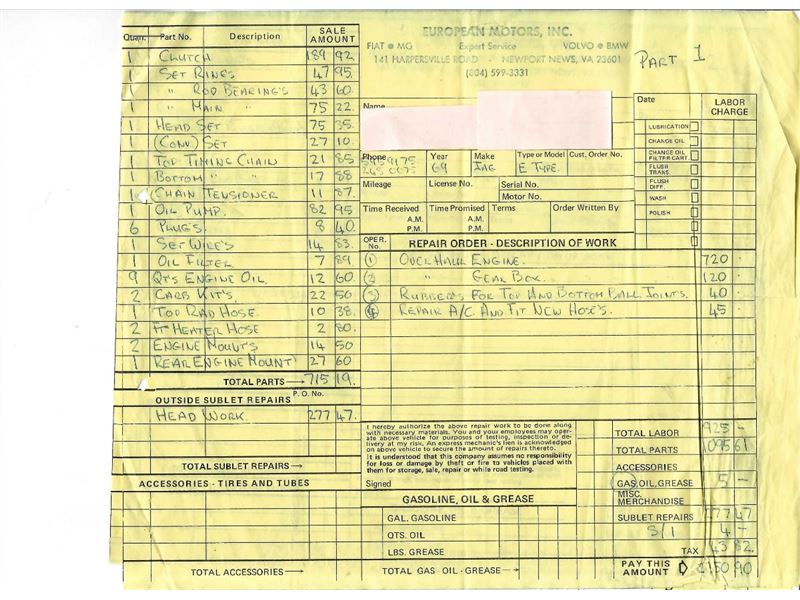 EUROPEAN MOTORS, INC.
FIAT MG Expert Service VOLVO BMW
141 HARPERSVILLE ROAD - NEWPORT NEWS, VA 23601
(804) 599-3331
PART 1
Quan. Part No. Description SALE AMOUNT
1 CLUTCH 189 92
1 SET RINGS 47 95
1 " ROD BEARING'S 43 60
1 " MAIN " 75 22
1 HEAD SET 75 35
1 (CONV) SET 27 10
1 TOP TIMING CHAIN 21 85
1 BOTTOM " " 17 88
1 CHAIN TENSIONER 11 87
1 OIL PUMP. 82 95
6 PLUG'S 8 40
1 SET WIRE'S 14 83
1 OIL FILTER 7 89
9 QT'S ENGINE OIL 12 60
2 CARB KIT'S 22 50
1 TOP RAD HOSE 10 38
2 FT HEATER HOSE 2 80
2 ENGINE MOUNT'S 14 50
1 REAR ENGINE MOUNT 27 60
TOTAL PARTS 715 19
OUTSIDE SUBLET REPAIRS P. O. No.
HEAD WORK 277 47
TOTAL SUBLET REPAIRS
ACCESSORIES - TIRES AND TUBES
TOTAL ACCESSORIES
Name
Date
LABOR CHARGE
LUBRICATION
CHANGE OIL
CHANGE OIL FILTER CART.
FLUSH TRANS.
FLUSH DIFF.
WASH
POLISH
Phone Year Make Type or Model Cust. Order No.
69 JAG E TYPE.
Mileage License No. Serial No.
Motor No.
Time Received Time Promised Terms Order Written By
A.M. A.M.
P.M. P.M.
OPER. No. REPAIR ORDER - DESCRIPTION OF WORK
1 OVERHAUL ENGINE. 720
2 " GEAR BOX 120
3 RUBBERS FOR TOP AND BOTTOM BALL JOINTS. 40
4 REPAIR A/C AND FIT NEW HOSE'S. 45
I hereby authorize the above repair work to be done along
with necessary materials. You and your employees may oper-
ate above vehicle for purposes of testing, inspection or de-
livery at my risk. An express mechanic's lien is acknowledged
on above vehicle to secure the amount of repairs thereto.
It is understood that this company assumes no responsibility
for loss or damage by theft or fire to vehicles placed with
them for storage, sale, repair or while road testing.
Signed
GASOLINE, OIL & GREASE
GAL. GASOLINE
QTS. OIL
LBS. GREASE
TOTAL GAS OIL - GREASE
TOTAL LABOR 925 -
TOTAL PARTS 1095 61
ACCESSORIES
GAS, OIL, GREASE 5 -
MISC. MERCHANDISE
SUBLET REPAIRS 277 47
S/I 4 -
TAX 43 82
PAY THIS AMOUNT 2350 90